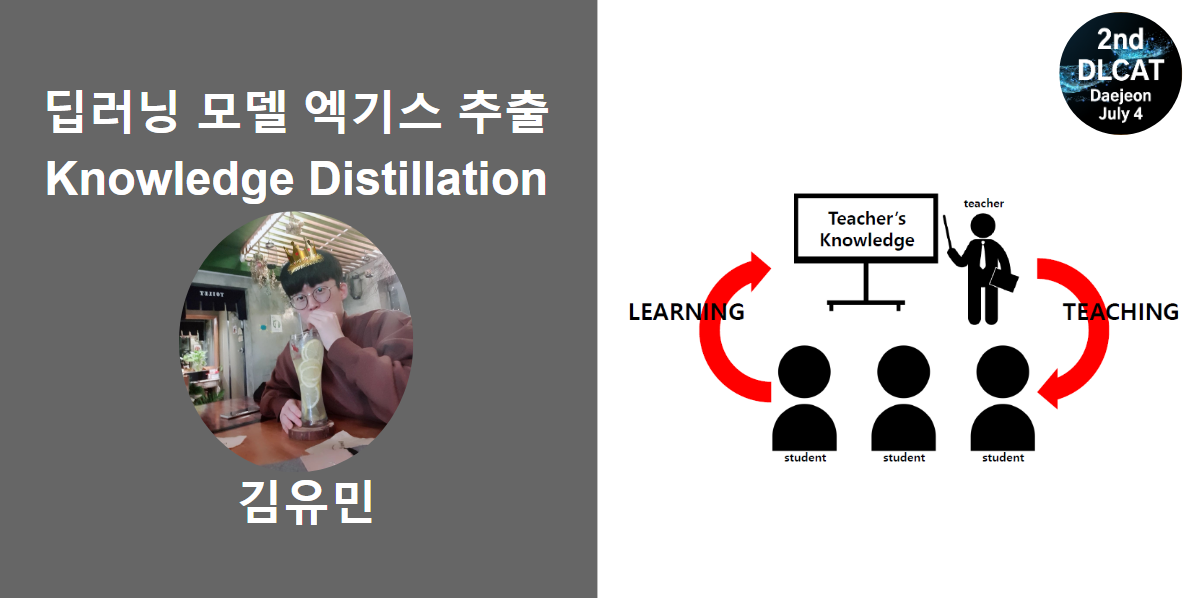 딥러닝 모델 엑기스 추출
Knowledge Distillation
김유민
2nd
DLCAT
Daejeon
July 4
Teacher's
Knowledge
teacher
LEARNING
TEACHING
student
student
student